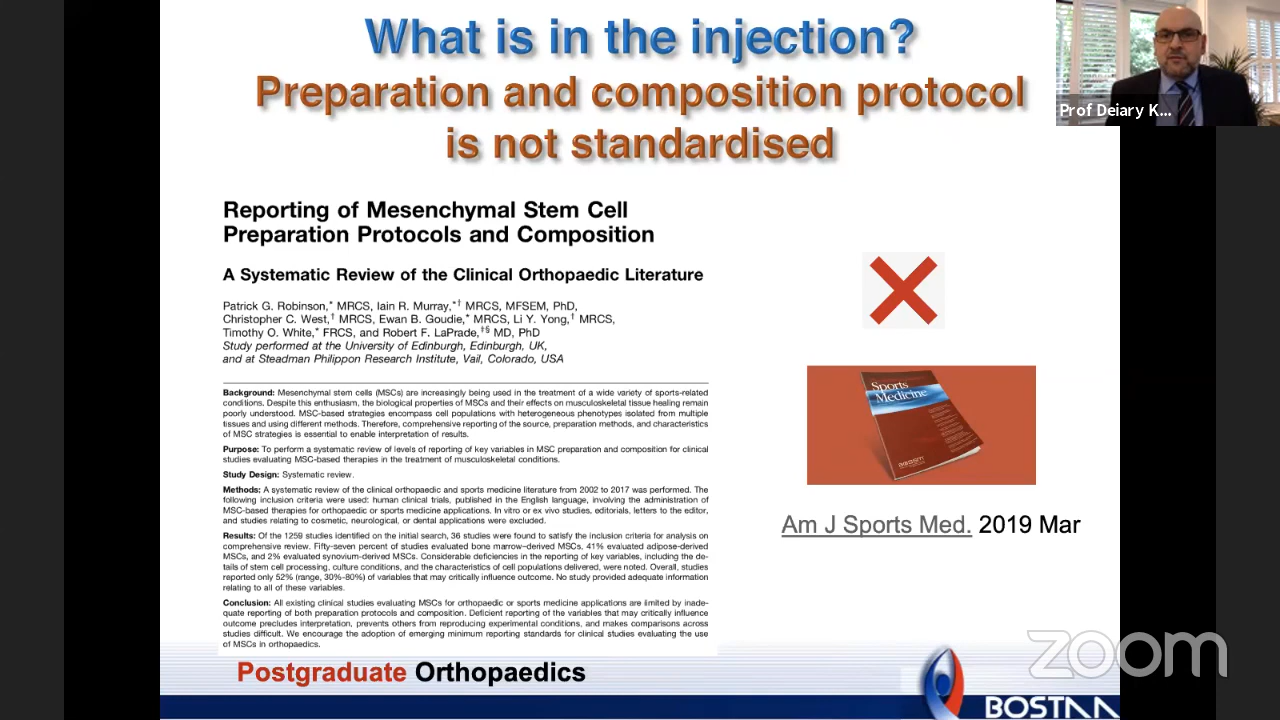 What is in the injection?
Preparation and composition protocol
is not standardised
Prof Deiary K...
Reporting of Mesenchymal Stem Cell
Preparation Protocols and Composition
A Systematic Review of the Clinical Orthopaedic Literature
Patrick G. Robinson,* MRCS, Iain R. Murray,*† MRCS, MFSEM, PhD,
Christopher C. West,† MRCS, Ewan B. Goudie,* MRCS, Li Y. Yong,† MRCS,
Timothy O. White,* FRCS, and Robert F. LaPrade,‡§ MD, PhD
Study performed at the University of Edinburgh, Edinburgh, UK,
and at Steadman Philippon Research Institute, Vail, Colorado, USA
Background: Mesenchymal stem cells (MSCs) are increasingly being used in the treatment of a wide variety of sports-related
conditions. Despite this enthusiasm, the biological properties of MSCs and their effects on musculoskeletal tissue healing remain
poorly understood. MSC-based strategies encompass cell populations with heterogeneous phenotypes isolated from multiple
tissues and using different methods. Therefore, comprehensive reporting of the source, preparation methods, and characteristics
of MSC strategies is essential to enable interpretation of results.
Purpose: To perform a systematic review of levels of reporting of key variables in MSC preparation and composition for clinical
studies evaluating MSC-based therapies in the treatment of musculoskeletal conditions.
Study Design: Systematic review.
Methods: A systematic review of the clinical orthopaedic and sports medicine literature from 2002 to 2017 was performed. The
following inclusion criteria were used: human clinical trials, published in the English language, involving the administration of
MSC-based therapies for orthopaedic or sports medicine applications. In vitro or ex vivo studies, editorials, letters to the editor,
and studies relating to cosmetic, neurological, or dental applications were excluded.
Results: Of the 1259 studies identified on the initial search, 36 studies were found to satisfy the inclusion criteria for analysis on
comprehensive review. Fifty-seven percent of studies evaluated bone marrow–derived MSCs, 41% evaluated adipose-derived
MSCs, and 2% evaluated synovium-derived MSCs. Considerable deficiencies in the reporting of key variables, including the de-
tails of stem cell processing, culture conditions, and the characteristics of cell populations delivered, were noted. Overall, studies
reported only 52% (range, 30%-80%) of variables that may critically influence outcome. No study provided adequate information
relating to all of these variables.
Conclusion: All existing clinical studies evaluating MSCs for orthopaedic or sports medicine applications are limited by inade-
quate reporting of both preparation protocols and composition. Deficient reporting of the variables that may critically influence
outcome precludes interpretation, prevents others from reproducing experimental conditions, and makes comparisons across
studies difficult. We encourage the adoption of emerging minimum reporting standards for clinical studies evaluating the use
of MSCs in orthopaedics.
Sports
Medicine
Am J Sports Med. 2019 Mar
Postgraduate Orthopaedics
zoom
BOSTAA